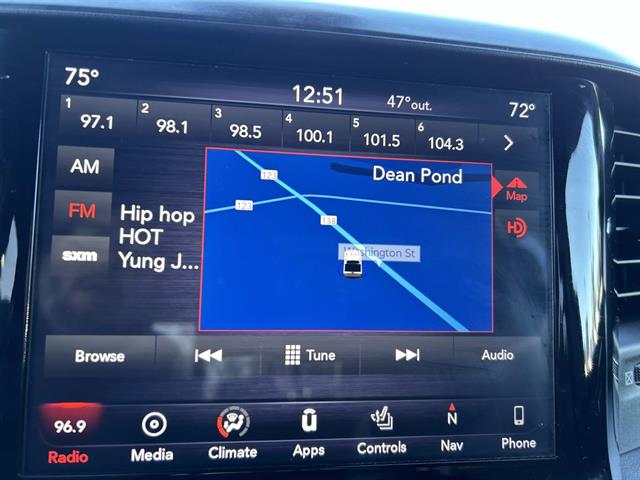 75°
12:51
47°out.
72°
1 97.1
2 98.1
3 98.5
4 100.1
5 101.5
6 104.3
AM
FM
sxm
Hip hop
HOT
Yung J...
Dean Pond
123
123
138
Washington St
Map
HD
Browse
Tune
Audio
96.9
Radio
Media
Climate
Apps
Controls
N
Nav
Phone